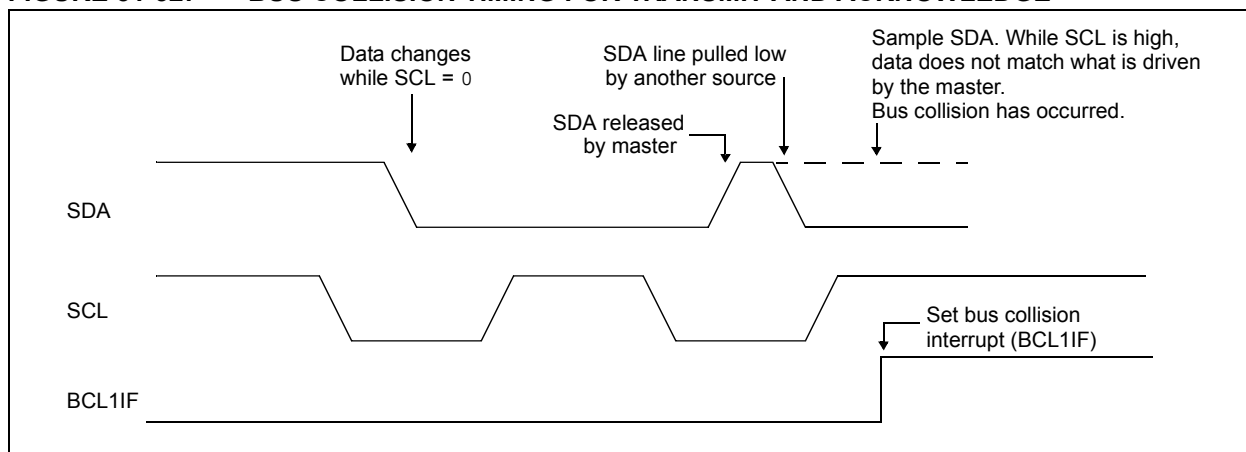 Data changes
while SCL = 0
SDA line pulled low
by another source
Sample SDA. While SCL is high,
data does not match what is driven
by the master.
Bus collision has occurred.
SDA released
by master
SDA
SCL
Set bus collision
interrupt (BCL1IF)
BCL1IF